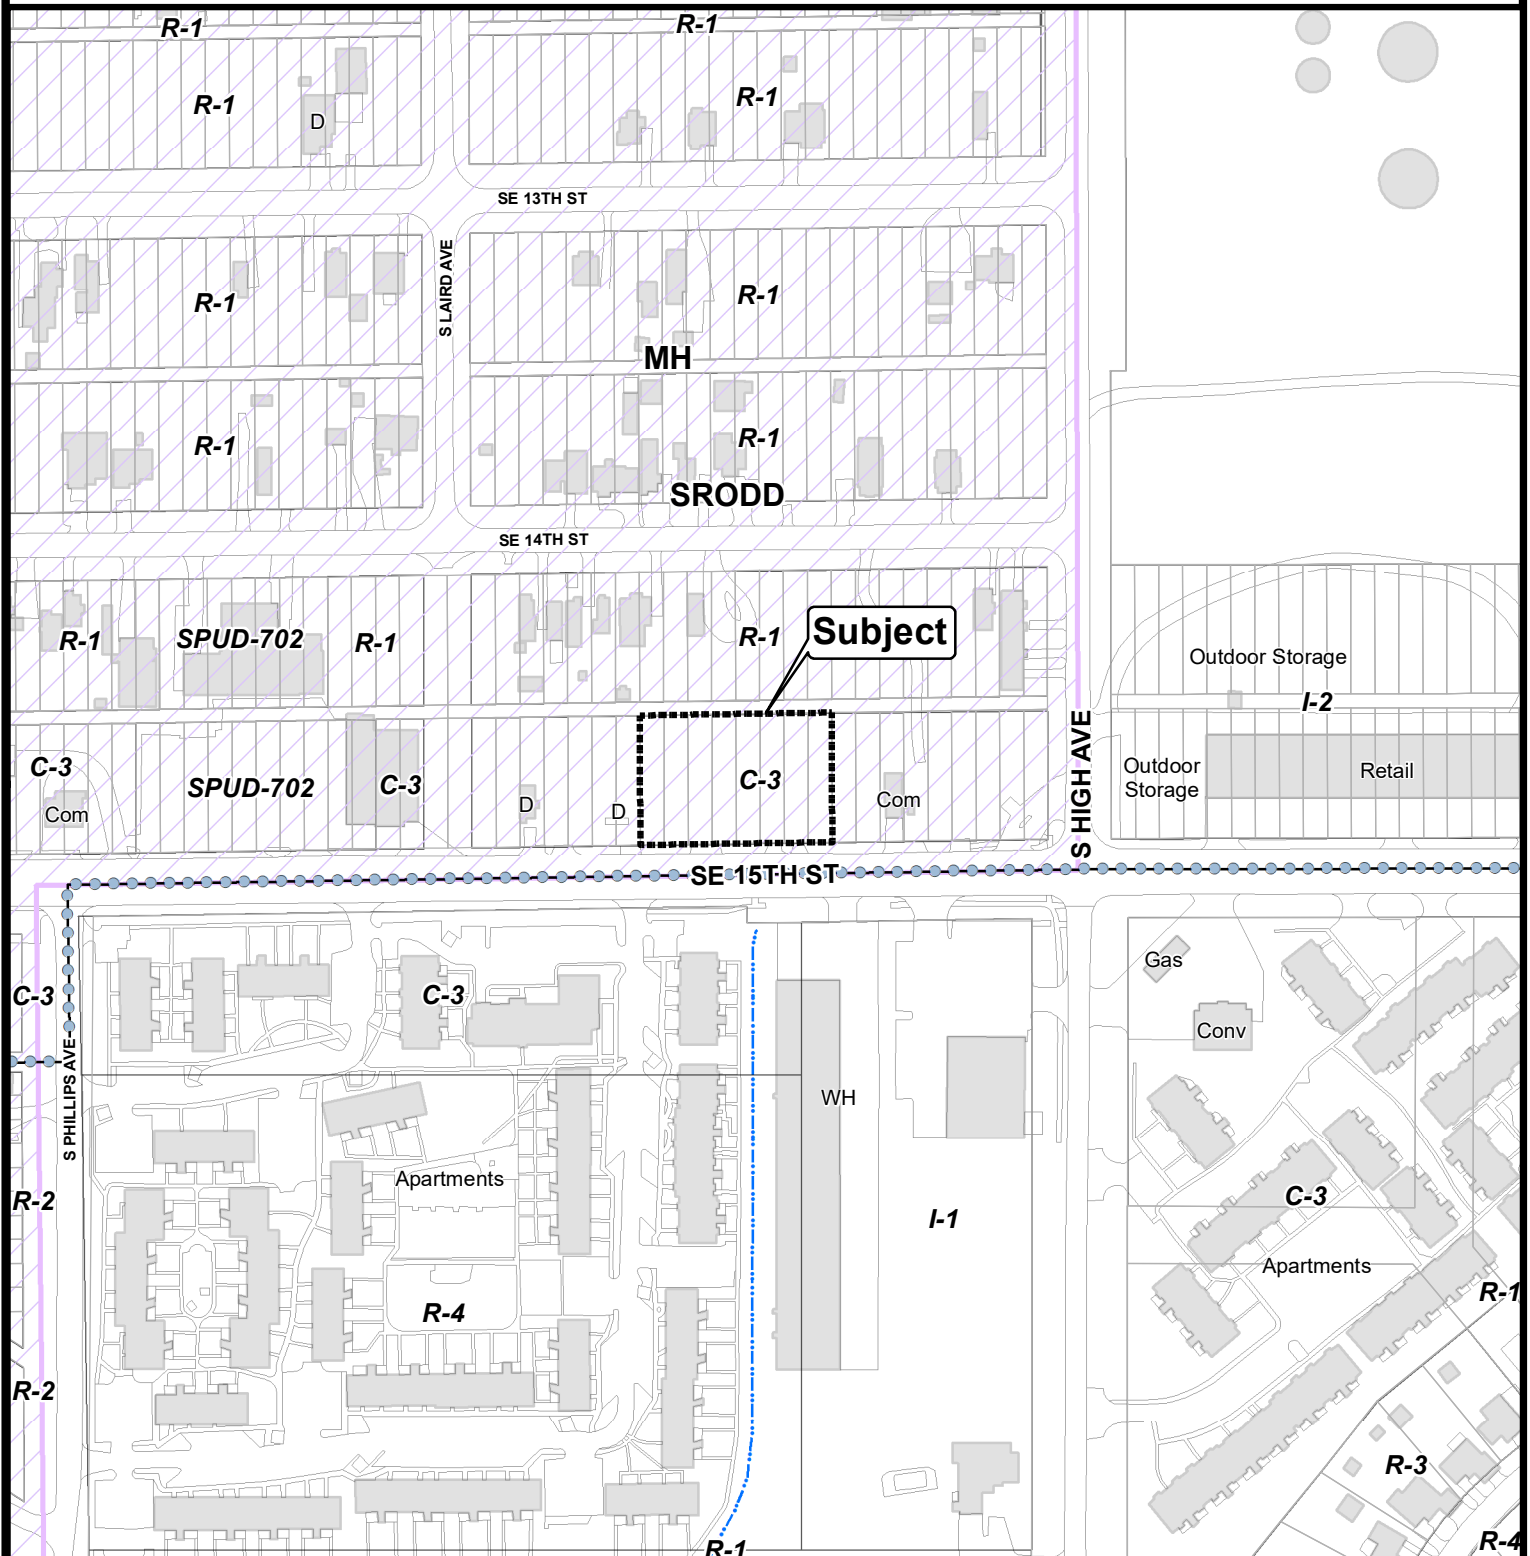 R-1
R-1
R-1
D
R-1
SE 13TH ST
S LAIRD AVE
R-1
R-1
MH
R-1
R-1
SRODD
SE 14TH ST
R-1
SPUD-702
R-1
R-1
Subject
Outdoor Storage
I-2
C-3
Com
SPUD-702
C-3
D
D
C-3
Com
S HIGH AVE
Outdoor
Storage
Retail
SE 15TH ST
C-3
C-3
Gas
Conv
S PHILLIPS AVE
WH
Apartments
R-2
I-1
C-3
Apartments
R-4
R-1
R-2
R-3
R-1
R-4